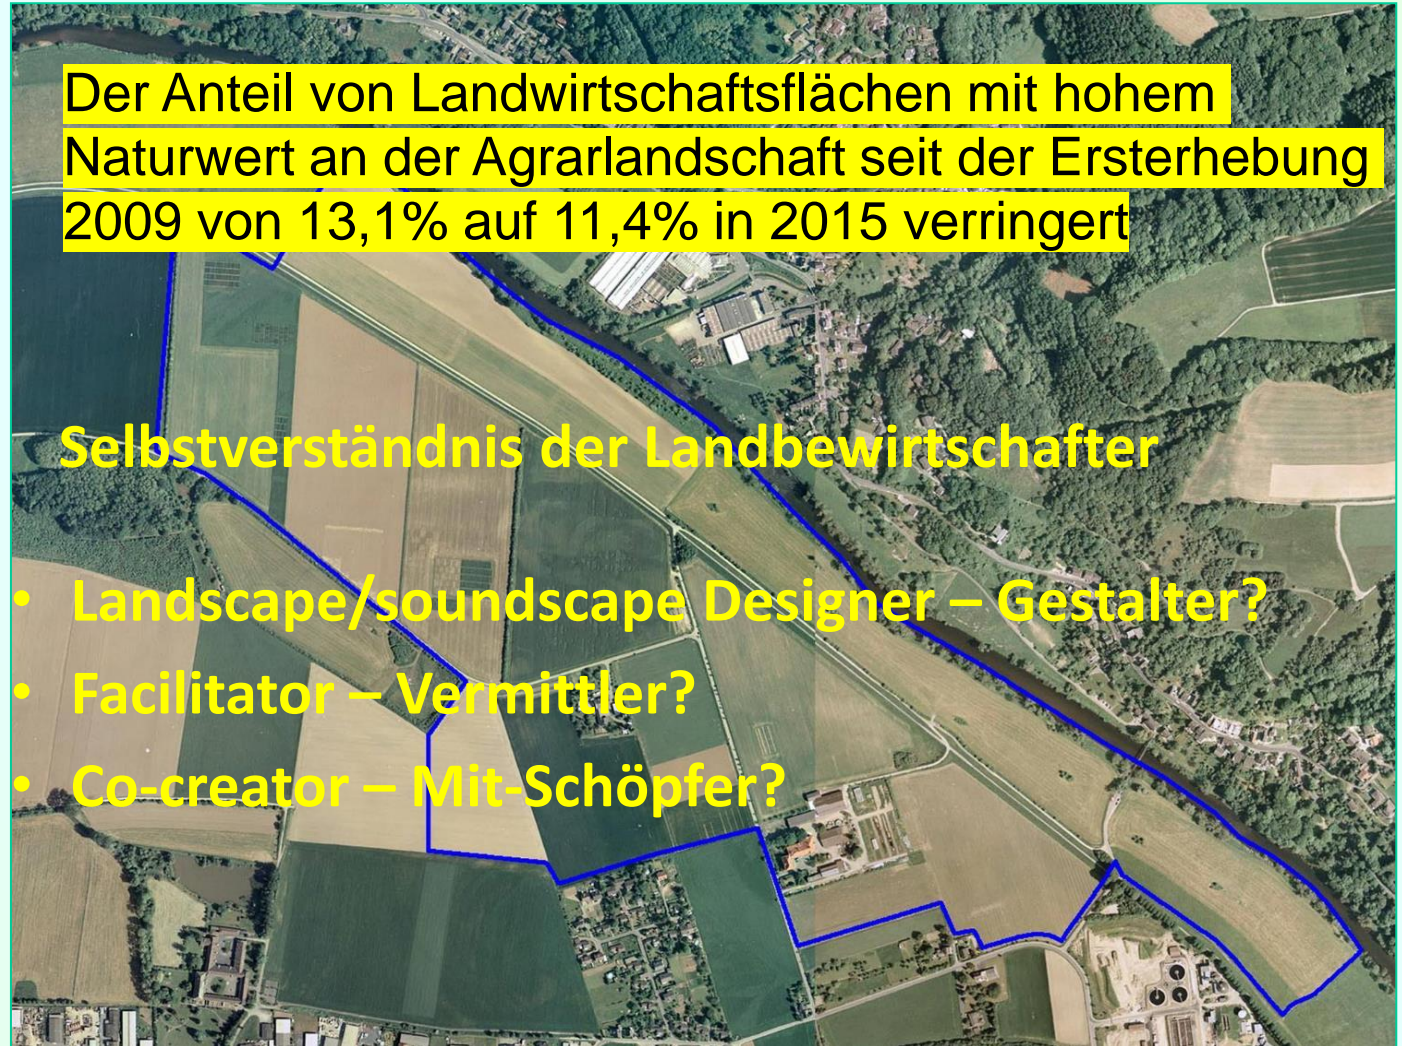 Der Anteil von Landwirtschaftsflächen mit hohem
Naturwert an der Agrarlandschaft seit der Ersterhebung
2009 von 13,1% auf 11,4% in 2015 verringert
Selbstverständnis der Landbewirtschafter
• Landscape/soundscape Designer – Gestalter?
• Facilitator – Vermittler?
• Co-creator – Mit-Schöpfer?